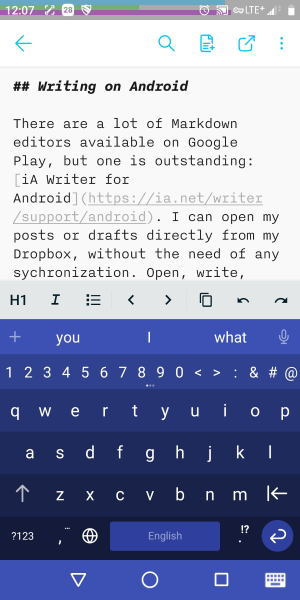 12:07
28
LTE+
## Writing on Android
There are a lot of Markdown
editors available on Google
Play, but one is outstanding:
[iA Writer for
Android](https://ia.net/writer
/support/android). I can open my
posts or drafts directly from my
Dropbox, without the need of any
sychronization. Open, write,
H1 I < >
+ you I what
1 2 3 4 5 6 7 8 9 0 < > : & # @
q w e r t y u i o p
a s d f g h j k l
z x c v b n m
?123 , English . !?